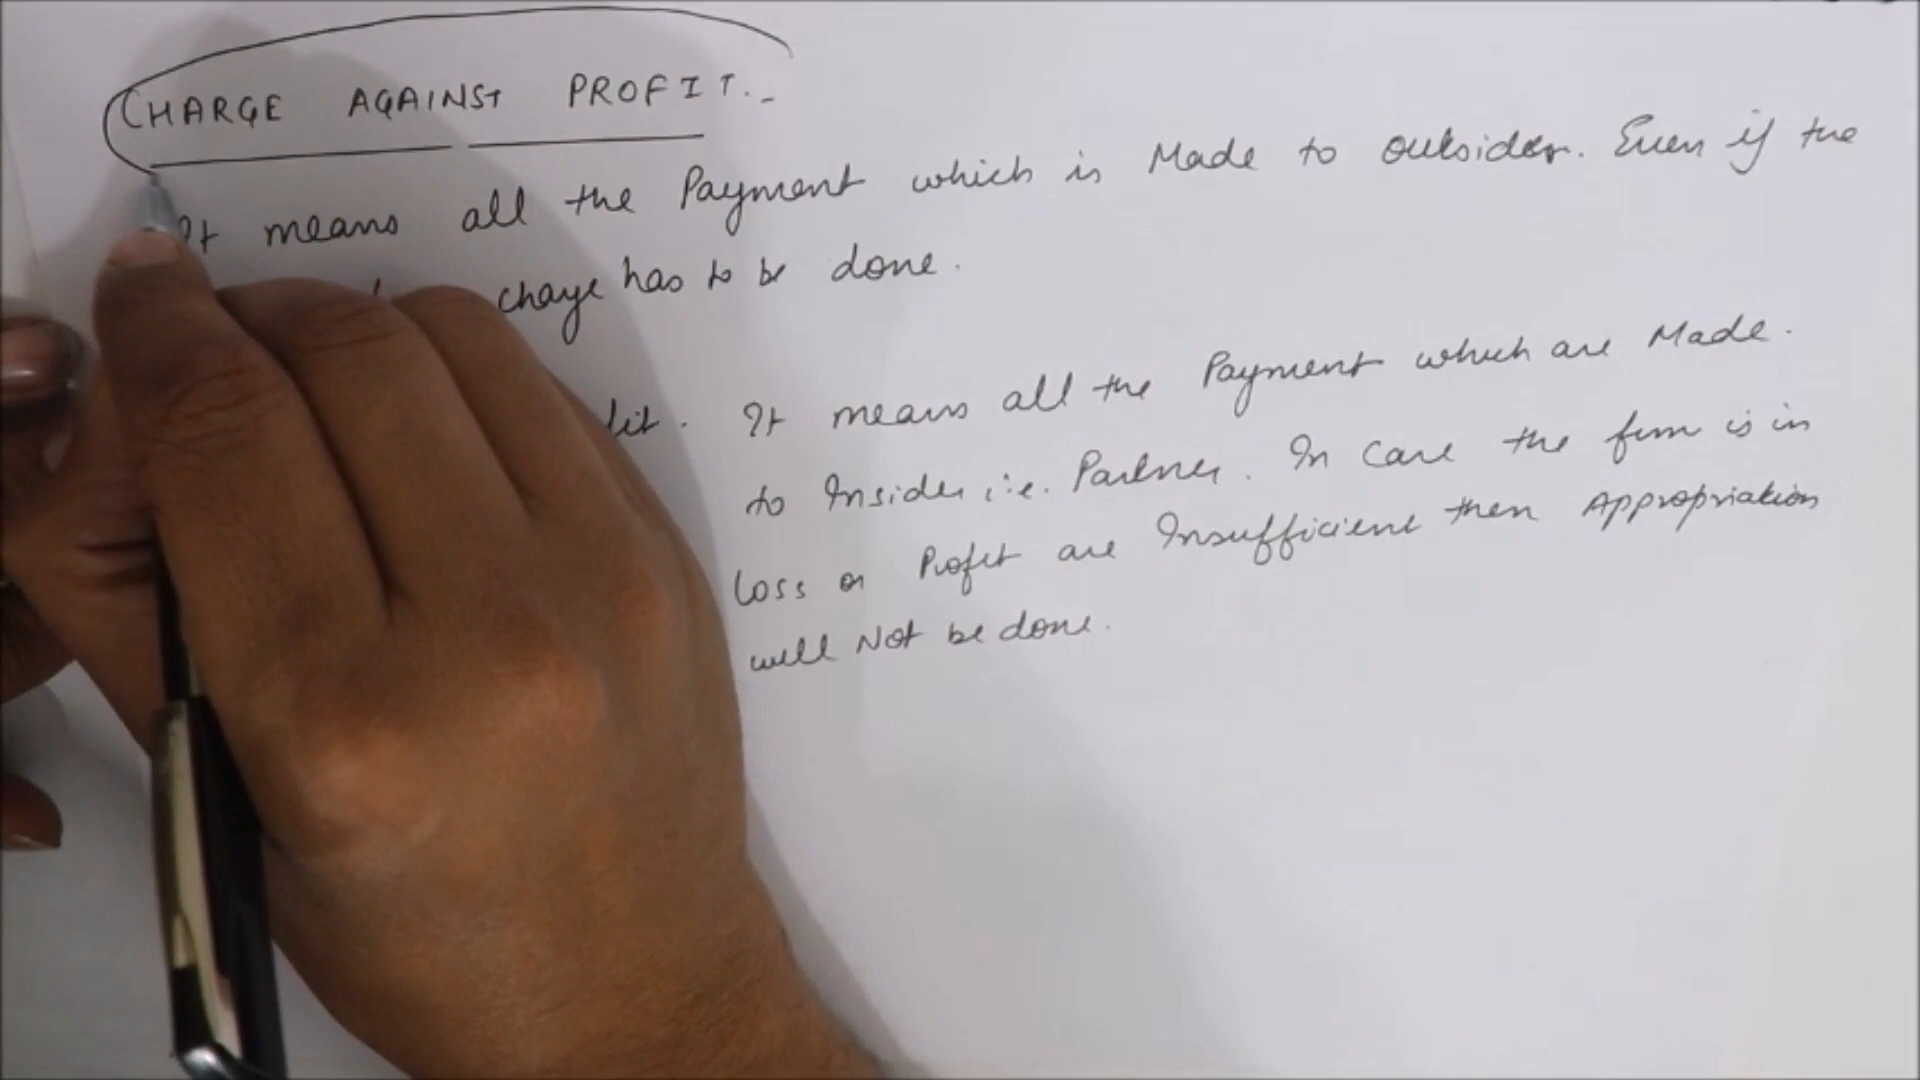 CHARGE AGAINST PROFIT.-
It means all the Payment which is Made to outsider. Even if the
charge has to be done.
It means all the Payment which are Made.
to Insider i.e. Partner. In Case the firm is in
Loss or Profit are Insufficient then Appropriation
will Not be done.